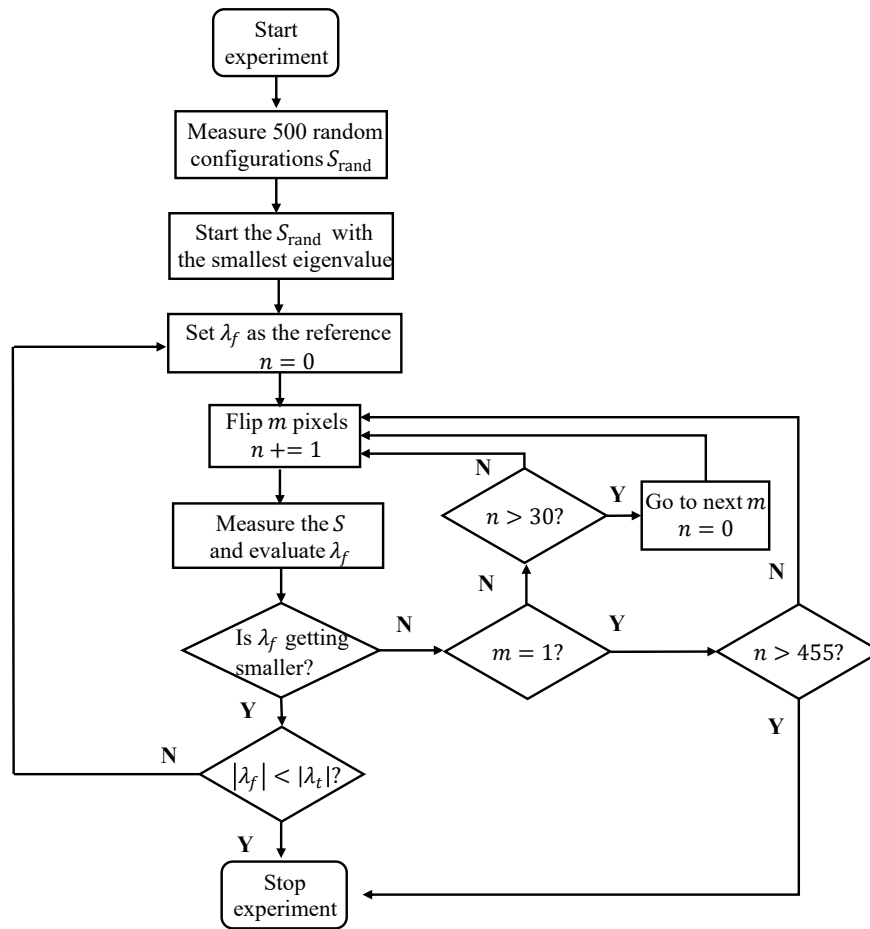 Start
experiment
Measure 500 random
configurations S_rand
Start the S_rand with
the smallest eigenvalue
Set λ_f as the reference
n = 0
Flip m pixels
n += 1
N
n > 30?
Y
Go to next m
n = 0
Measure the S
and evaluate λ_f
N
N
Is λ_f getting
smaller?
N
m = 1?
Y
n > 455?
Y
Y
N
|λ_f| < |λ_t|?
Y
Stop
experiment